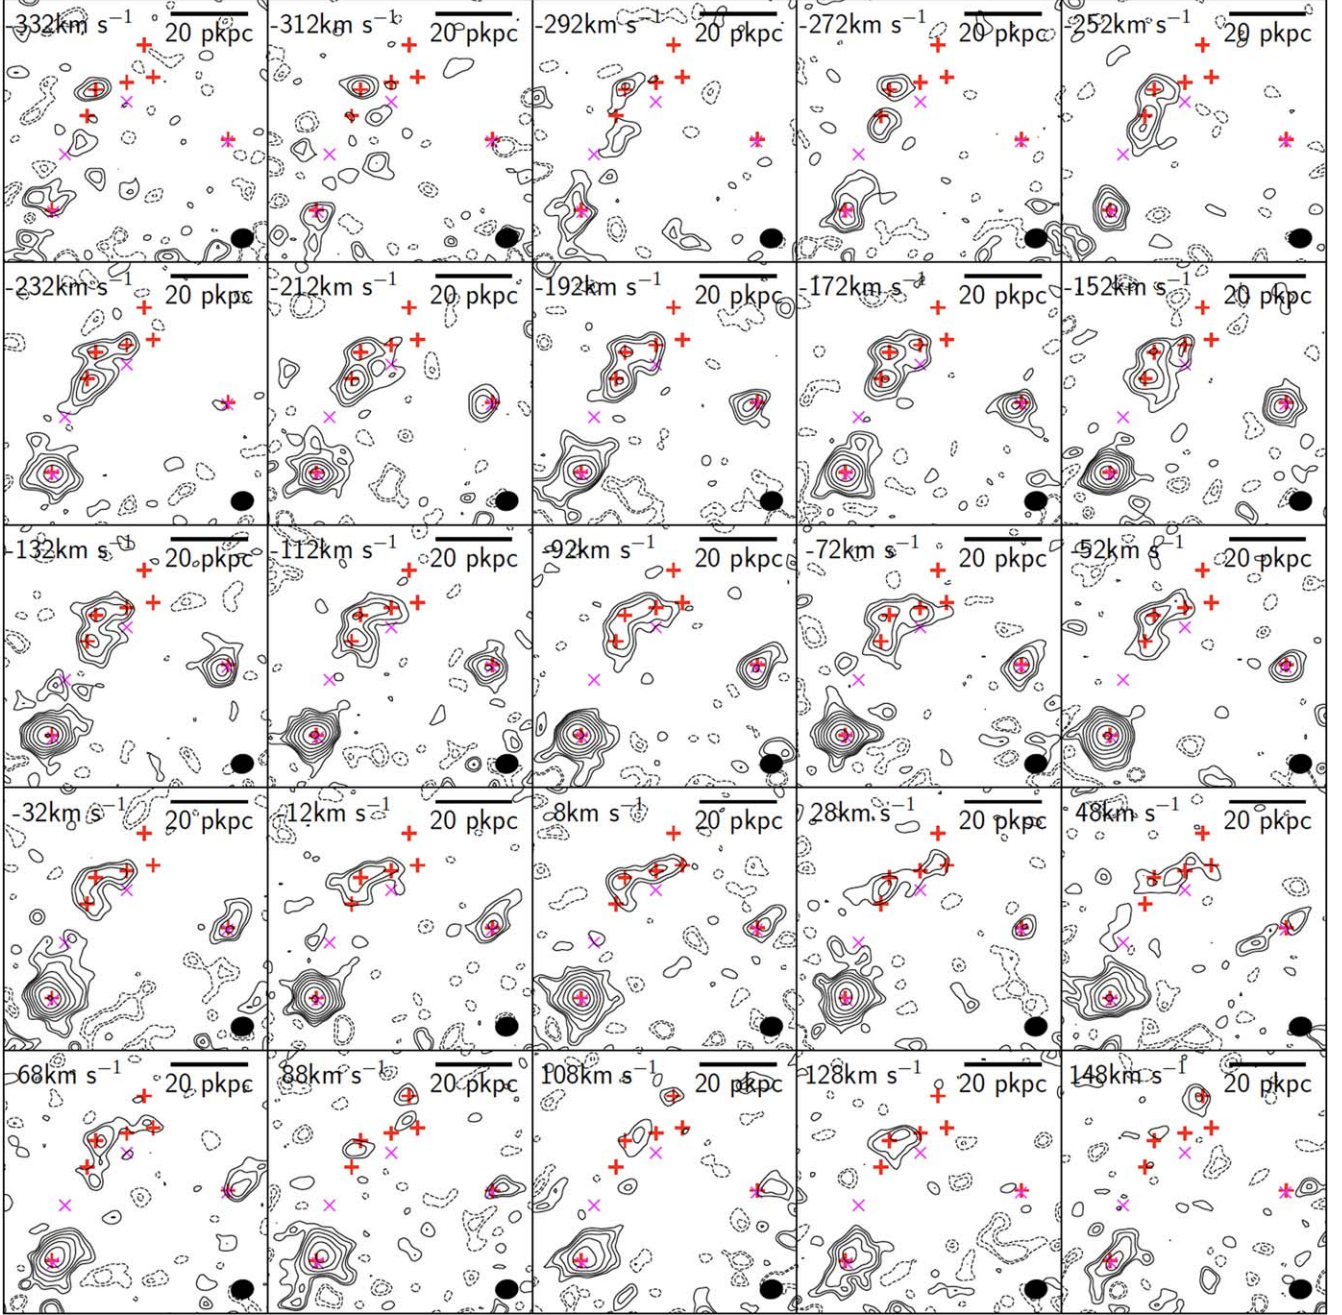 -332km s⁻¹ 20 pkpc
-312km s⁻¹ 20 pkpc
-292km s⁻¹ 20 pkpc
-272km s⁻¹ 20 pkpc
-252km s⁻¹ 20 pkpc
-232km s⁻¹ 20 pkpc
-212km s⁻¹ 20 pkpc
-192km s⁻¹ 20 pkpc
-172km s⁻¹ 20 pkpc
-152km s⁻¹ 20 pkpc
-132km s⁻¹ 20 pkpc
-112km s⁻¹ 20 pkpc
-92km s⁻¹ 20 pkpc
-72km s⁻¹ 20 pkpc
-52km s⁻¹ 20 pkpc
-32km s⁻¹ 20 pkpc
-12km s⁻¹ 20 pkpc
8km s⁻¹ 20 pkpc
28km s⁻¹ 20 pkpc
48km s⁻¹ 20 pkpc
68km s⁻¹ 20 pkpc
88km s⁻¹ 20 pkpc
108km s⁻¹ 20 pkpc
128km s⁻¹ 20 pkpc
148km s⁻¹ 20 pkpc